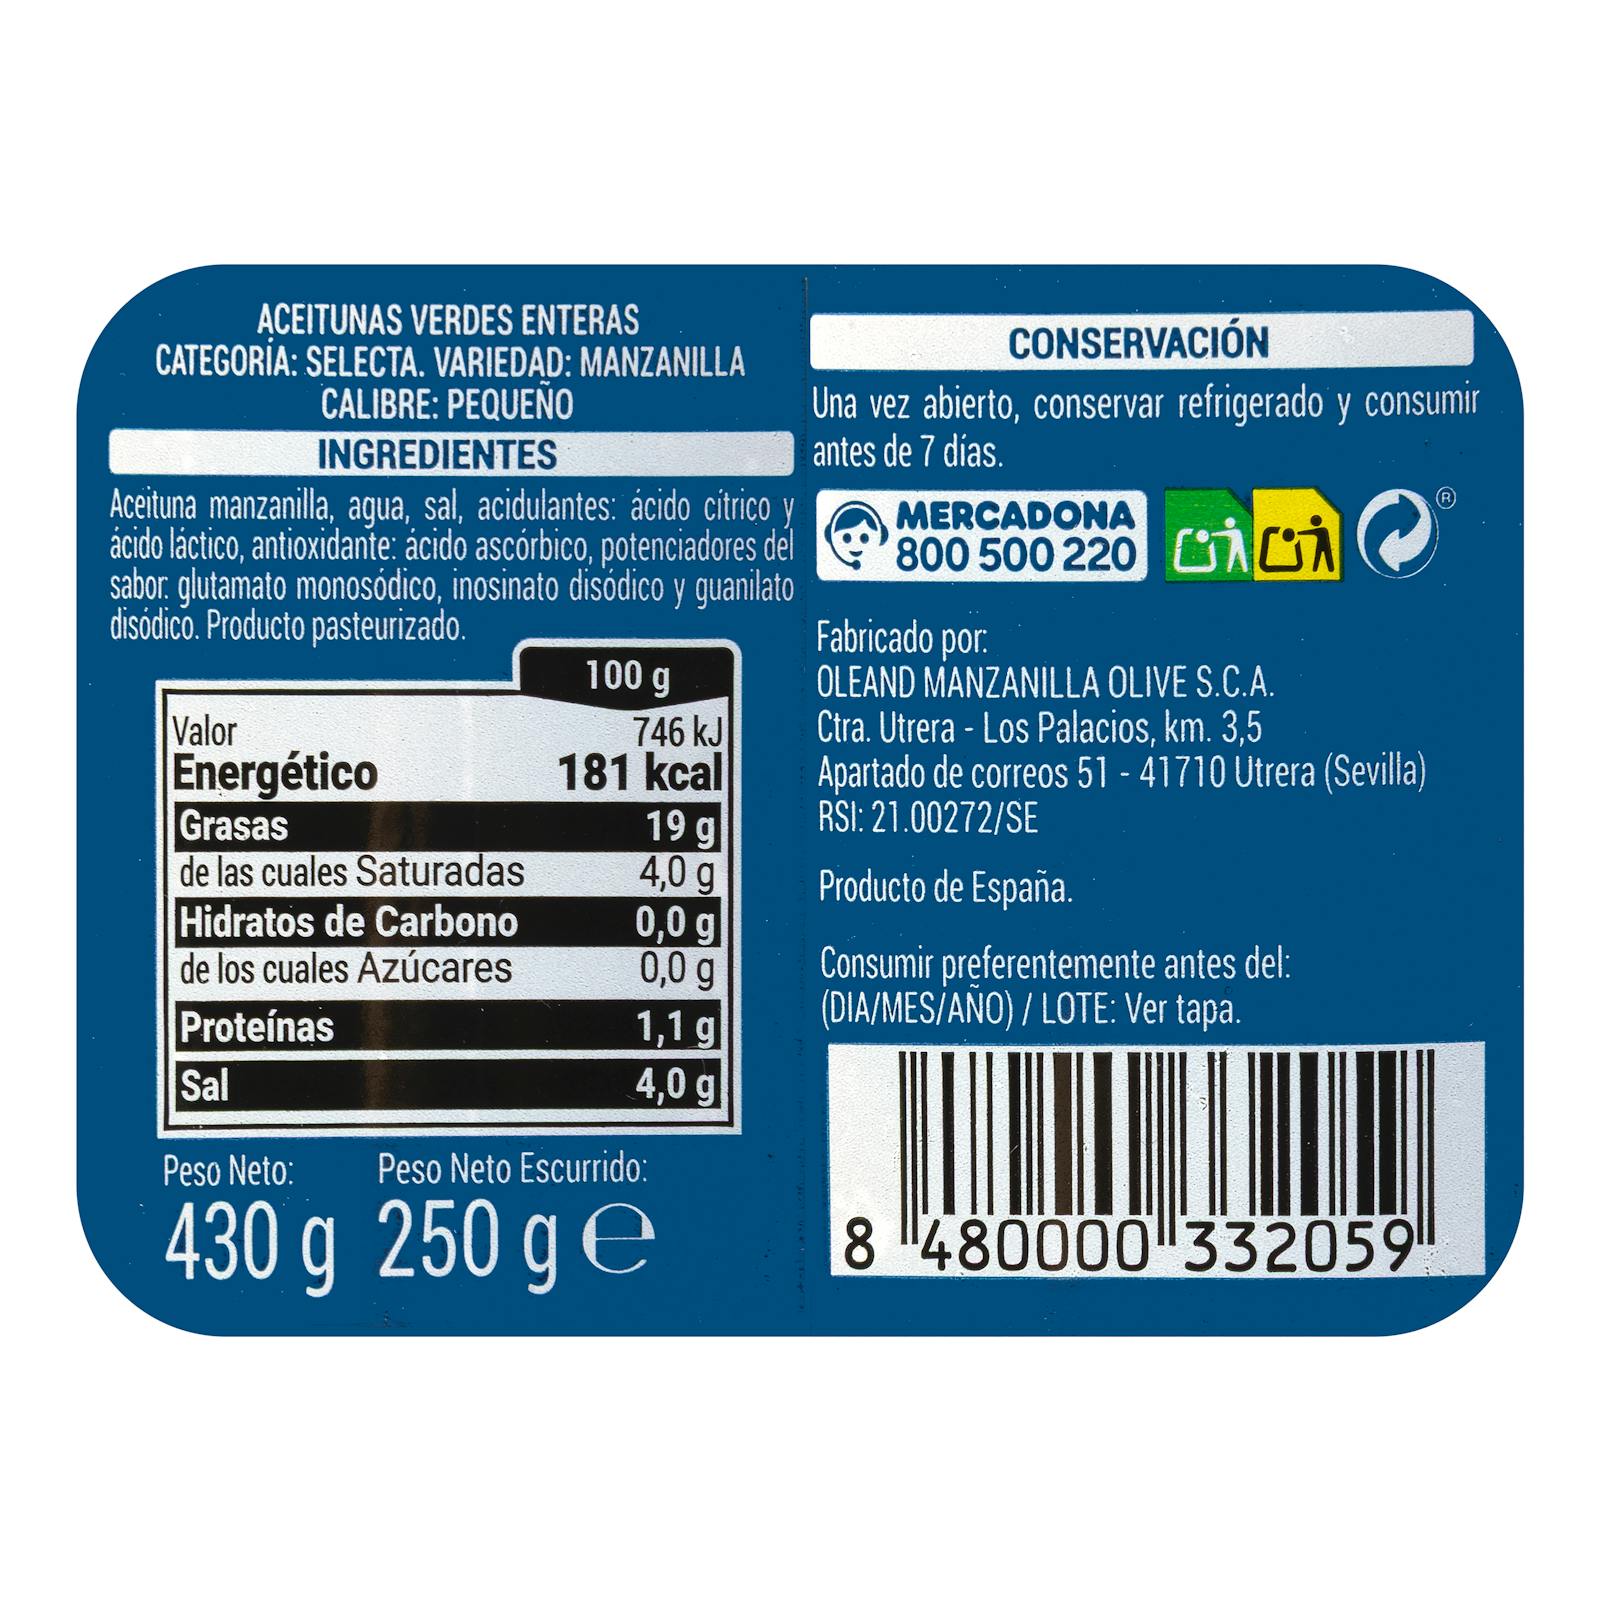 ACEITUNAS VERDES ENTERAS
CATEGORÍA: SELECTA. VARIEDAD: MANZANILLA
CALIBRE: PEQUEÑO
INGREDIENTES
Aceituna manzanilla, agua, sal, acidulantes: ácido cítrico y
ácido láctico, antioxidante: ácido ascórbico, potenciadores del
sabor: glutamato monosódico, inosinato disódico y guanilato
disódico. Producto pasteurizado.
100 g
Valor 746 kJ
Energético 181 kcal
Grasas 19 g
de las cuales Saturadas 4,0 g
Hidratos de Carbono 0,0 g
de los cuales Azúcares 0,0 g
Proteínas 1,1 g
Sal 4,0 g
Peso Neto: Peso Neto Escurrido:
430 g 250 g ℮
CONSERVACIÓN
Una vez abierto, conservar refrigerado y consumir
antes de 7 días.
MERCADONA
800 500 220
®
Fabricado por:
OLEAND MANZANILLA OLIVE S.C.A.
Ctra. Utrera - Los Palacios, km. 3,5
Apartado de correos 51 - 41710 Utrera (Sevilla)
RSI: 21.00272/SE
Producto de España.
Consumir preferentemente antes del:
(DIA/MES/AÑO) / LOTE: Ver tapa.
8 480000 332059